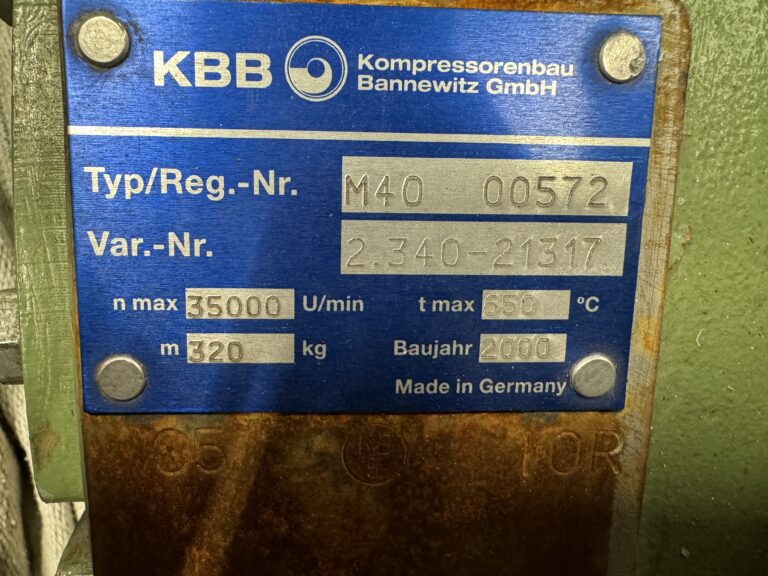 KBB Kompressorenbau
Bannewitz GmbH
Typ/Reg.-Nr. M40 00572
Var.-Nr. 2.340-21317
n max 35000 U/min t max 650 °C
m 320 kg Baujahr 2000
Made in Germany